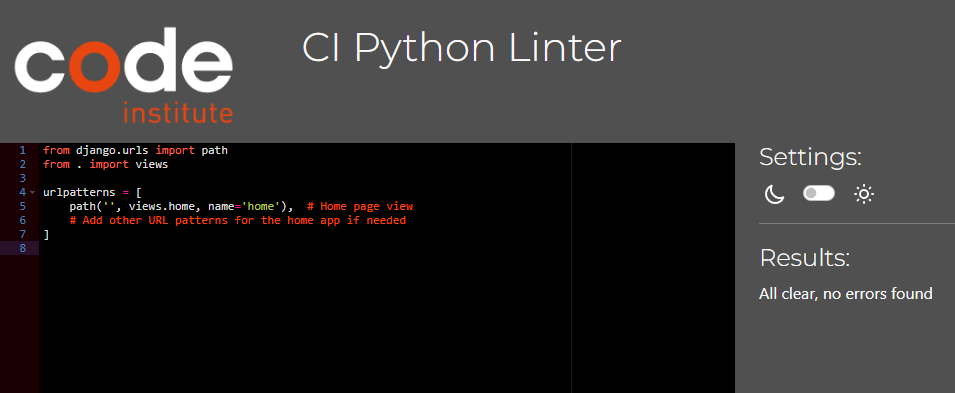 code
institute
CI Python Linter
1 from django.urls import path
2 from . import views
3
4 urlpatterns = [
5     path('', views.home, name='home'),  # Home page view
6     # Add other URL patterns for the home app if needed
7 ]
8
Settings:
Results:
All clear, no errors found